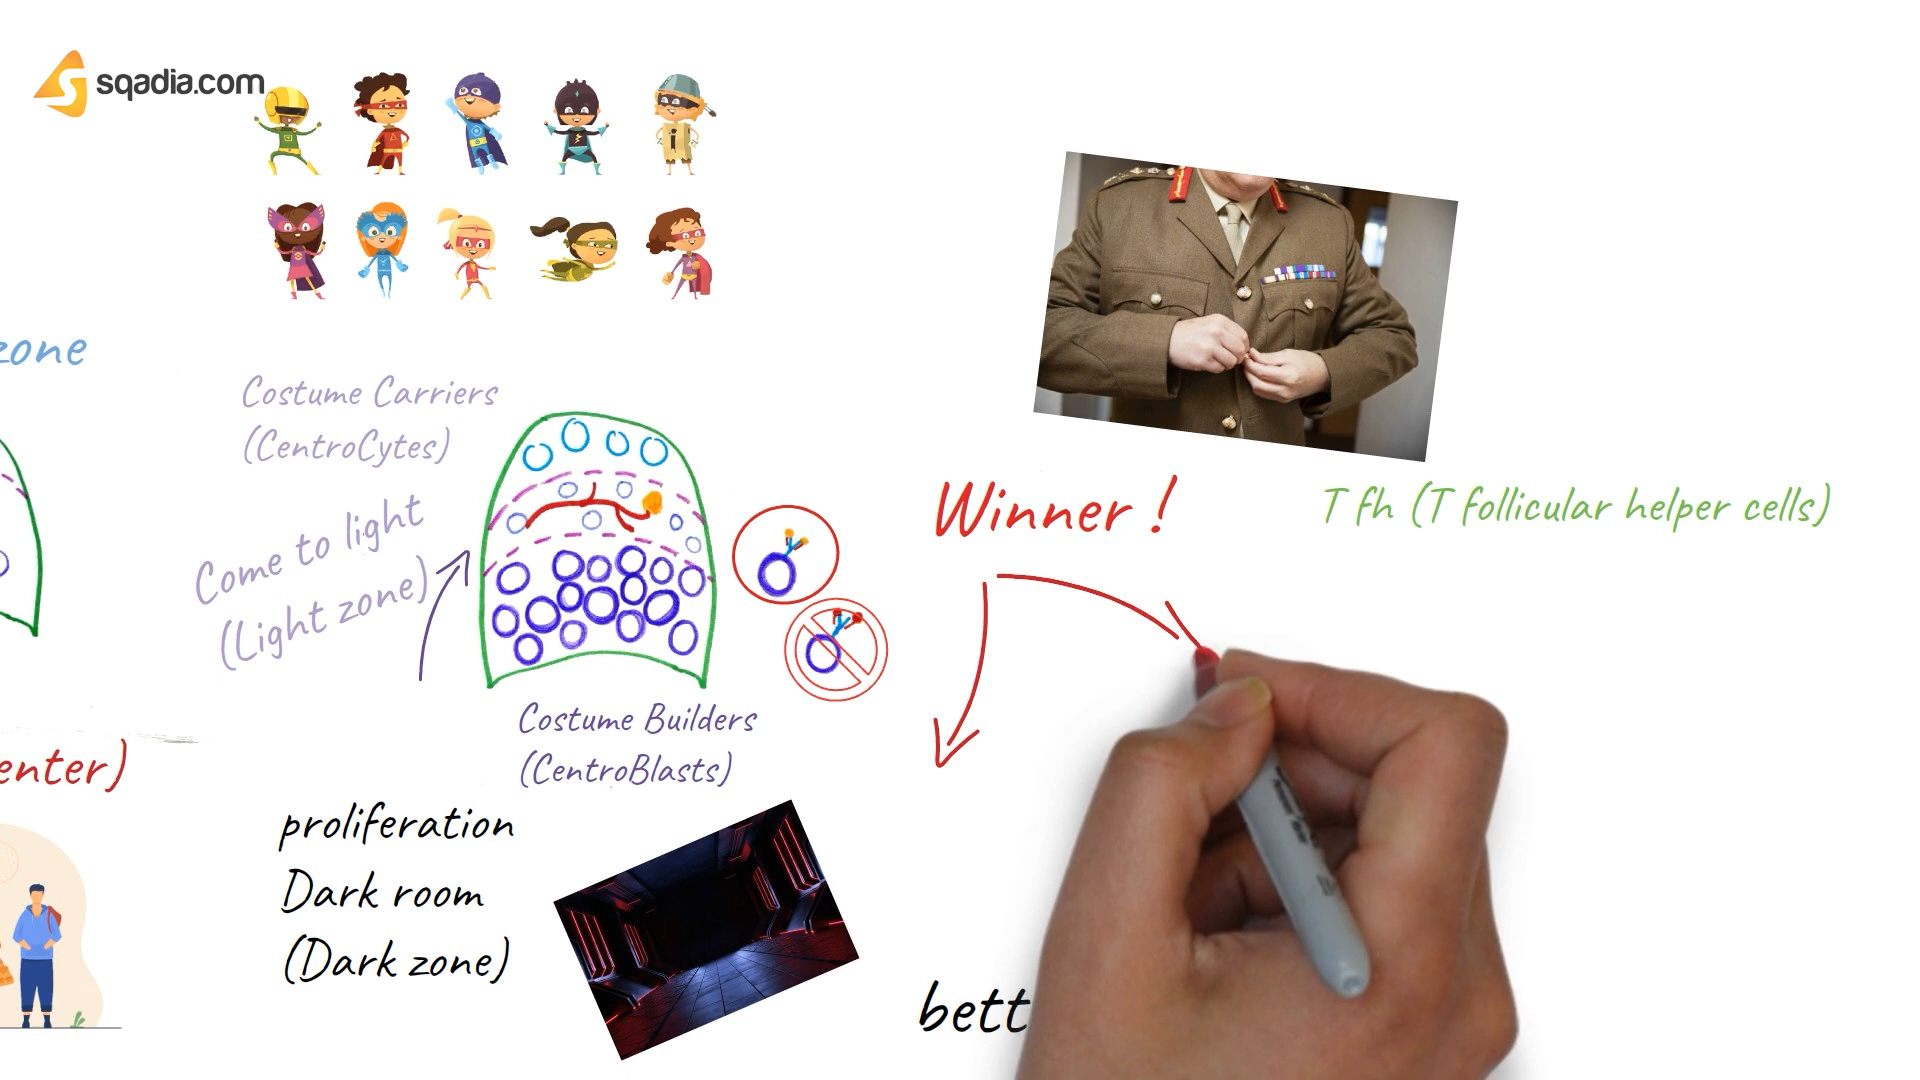 sqadia.com
zone
Costume Carriers
(CentroCytes)
Come to light
(Light zone)
Winner !
T fh (T follicular helper cells)
Costume Builders
(CentroBlasts)
enter)
proliferation
Dark room
(Dark zone)
bett